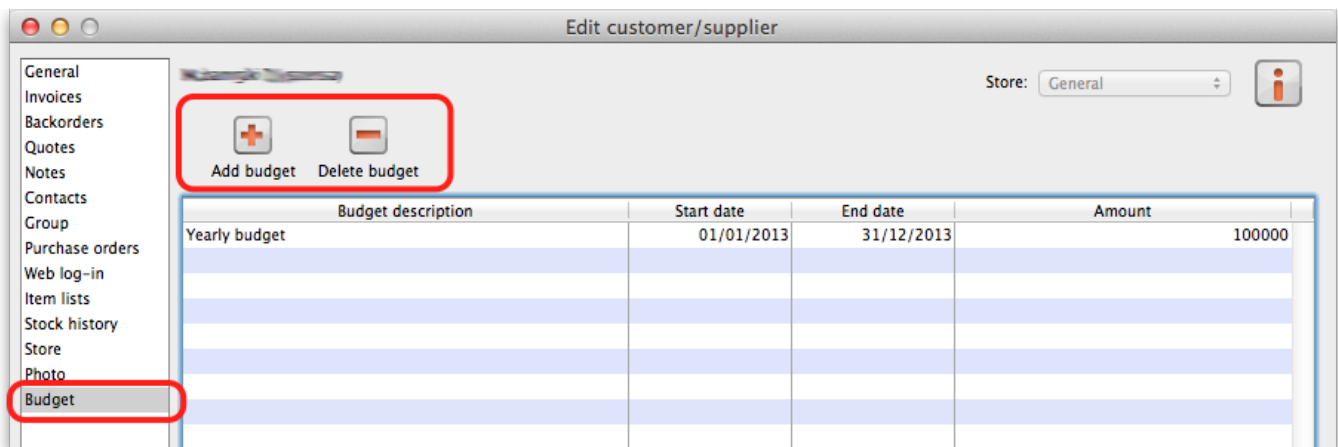 Edit customer/supplier
General
Invoices
Backorders
Quotes
Notes
Contacts
Group
Purchase orders
Web log-in
Item lists
Stock history
Store
Photo
Budget
Store: General
Add budget Delete budget
Budget description Start date End date Amount
Yearly budget 01/01/2013 31/12/2013 100000